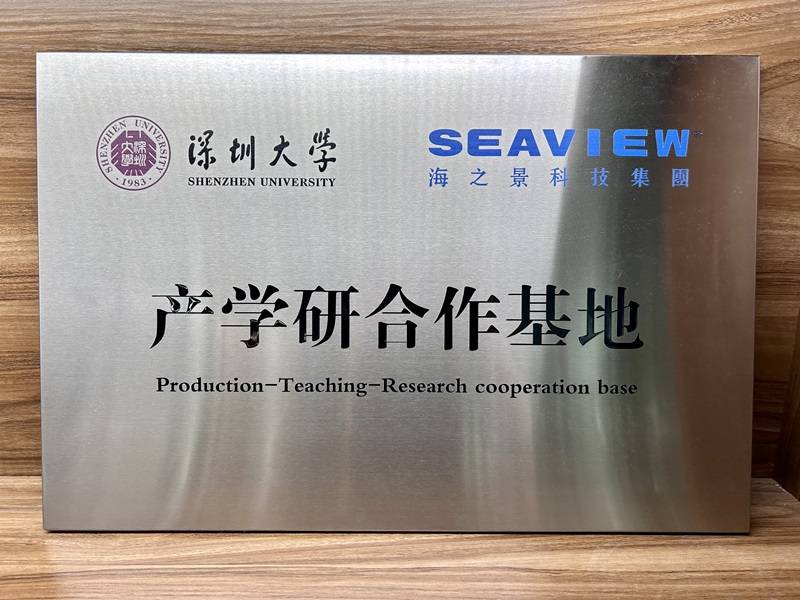 SHENZHEN UNIVERSITY
深圳大學
·1983·
深圳大学
SHENZHEN UNIVERSITY
SEAVIEW
海之景科技集團
产学研合作基地
Production-Teaching-Research cooperation base